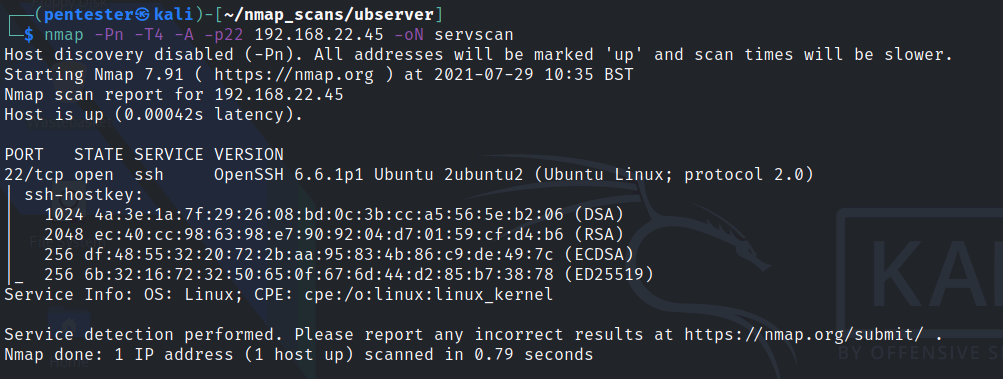 ┌──(pentester㉿kali)-[~/nmap_scans/ubserver]
└─$ nmap -Pn -T4 -A -p22 192.168.22.45 -oN servscan
Host discovery disabled (-Pn). All addresses will be marked 'up' and scan times will be slower.
Starting Nmap 7.91 ( https://nmap.org ) at 2021-07-29 10:35 BST
Nmap scan report for 192.168.22.45
Host is up (0.00042s latency).

PORT   STATE SERVICE VERSION
22/tcp open  ssh     OpenSSH 6.6.1p1 Ubuntu 2ubuntu2 (Ubuntu Linux; protocol 2.0)
| ssh-hostkey:
|   1024 4a:3e:1a:7f:29:26:08:bd:0c:3b:cc:a5:56:5e:b2:06 (DSA)
|   2048 ec:40:cc:98:63:98:e7:90:92:04:d7:01:59:cf:d4:b6 (RSA)
|   256 df:48:55:32:20:72:2b:aa:95:83:4b:86:c9:de:49:7c (ECDSA)
|_  256 6b:32:16:72:32:50:65:0f:67:6d:44:d2:85:b7:38:78 (ED25519)
Service Info: OS: Linux; CPE: cpe:/o:linux:linux_kernel

Service detection performed. Please report any incorrect results at https://nmap.org/submit/ .
Nmap done: 1 IP address (1 host up) scanned in 0.79 seconds
KA
BY OFFENSIVE S
Home